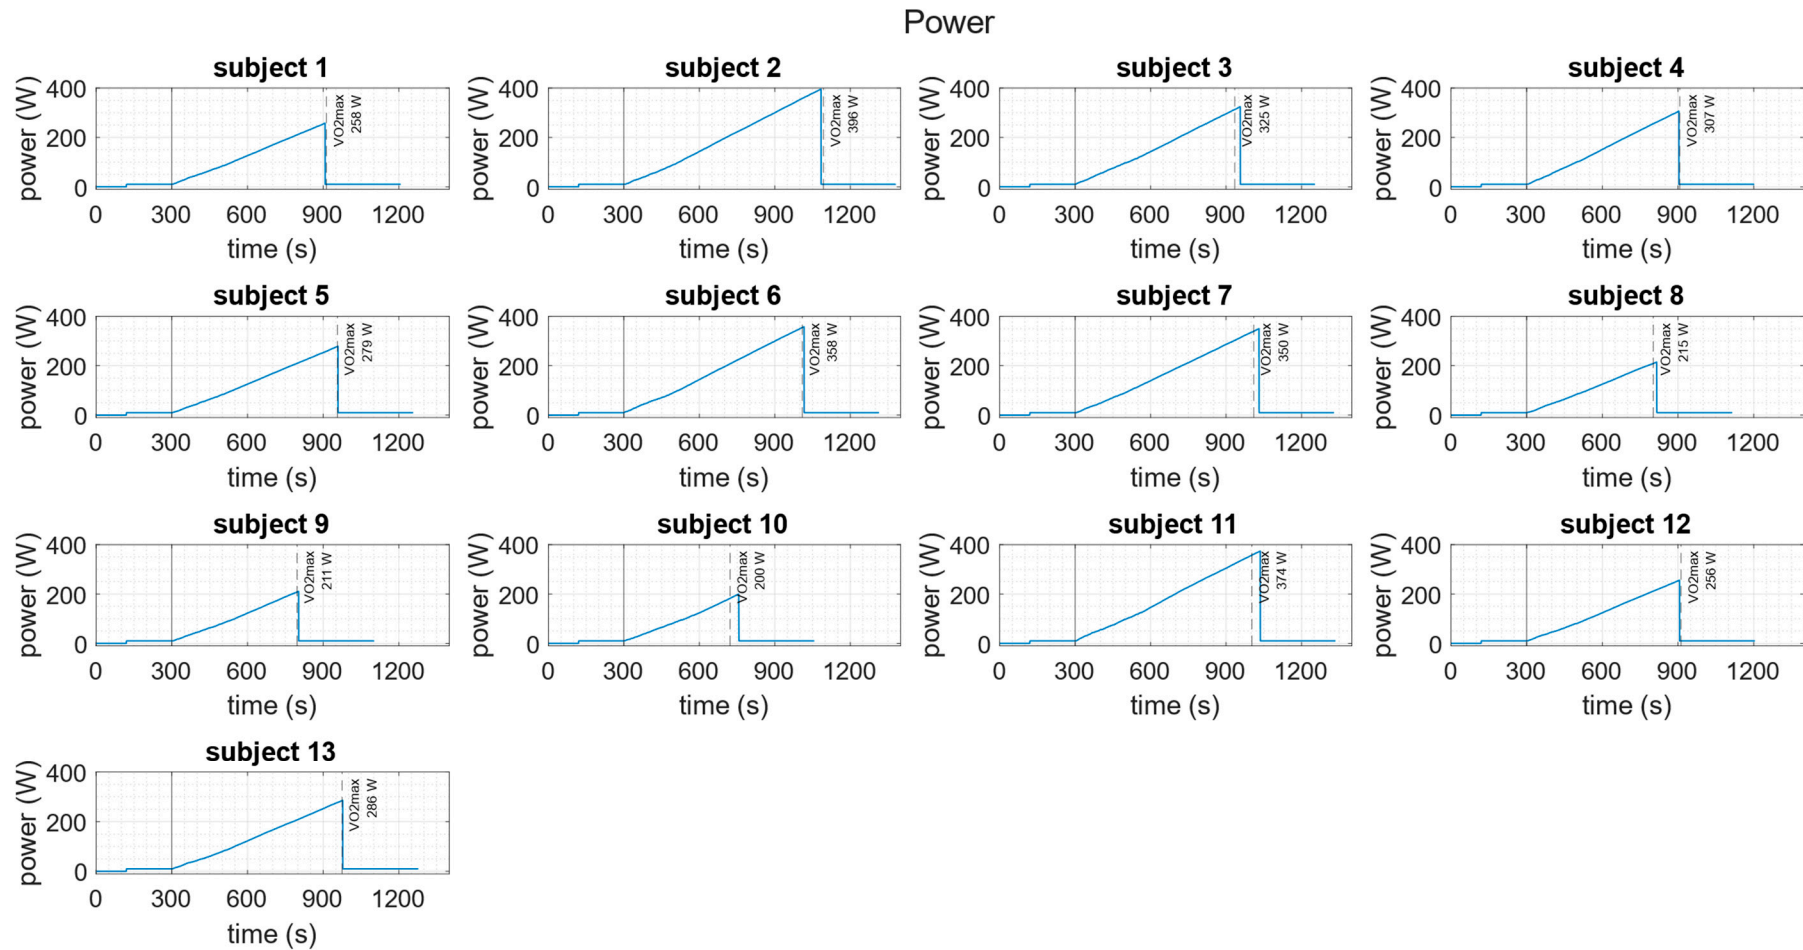 Power
subject 1
power (W)
400
200
0
VO2max
258 W
0 300 600 900 1200
time (s)
subject 2
power (W)
400
200
0
VO2max
396 W
0 300 600 900 1200
time (s)
subject 3
power (W)
400
200
0
VO2max
325 W
0 300 600 900 1200
time (s)
subject 4
power (W)
400
200
0
VO2max
307 W
0 300 600 900 1200
time (s)
subject 5
power (W)
400
200
0
VO2max
279 W
0 300 600 900 1200
time (s)
subject 6
power (W)
400
200
0
VO2max
358 W
0 300 600 900 1200
time (s)
subject 7
power (W)
400
200
0
VO2max
350 W
0 300 600 900 1200
time (s)
subject 8
power (W)
400
200
0
VO2max
215 W
0 300 600 900 1200
time (s)
subject 9
power (W)
400
200
0
VO2max
211 W
0 300 600 900 1200
time (s)
subject 10
power (W)
400
200
0
VO2max
200 W
0 300 600 900 1200
time (s)
subject 11
power (W)
400
200
0
VO2max
374 W
0 300 600 900 1200
time (s)
subject 12
power (W)
400
200
0
VO2max
256 W
0 300 600 900 1200
time (s)
subject 13
power (W)
400
200
0
VO2max
286 W
0 300 600 900 1200
time (s)